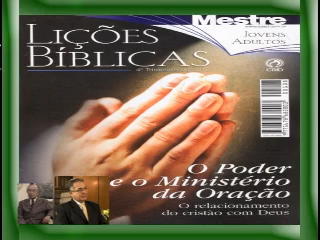 Mestre
LIÇÕES
BÍBLICAS
JOVENS
ADULTOS
CPAD
O Poder
e o Ministério
da Oração
O relacionamento
do cristão com Deus